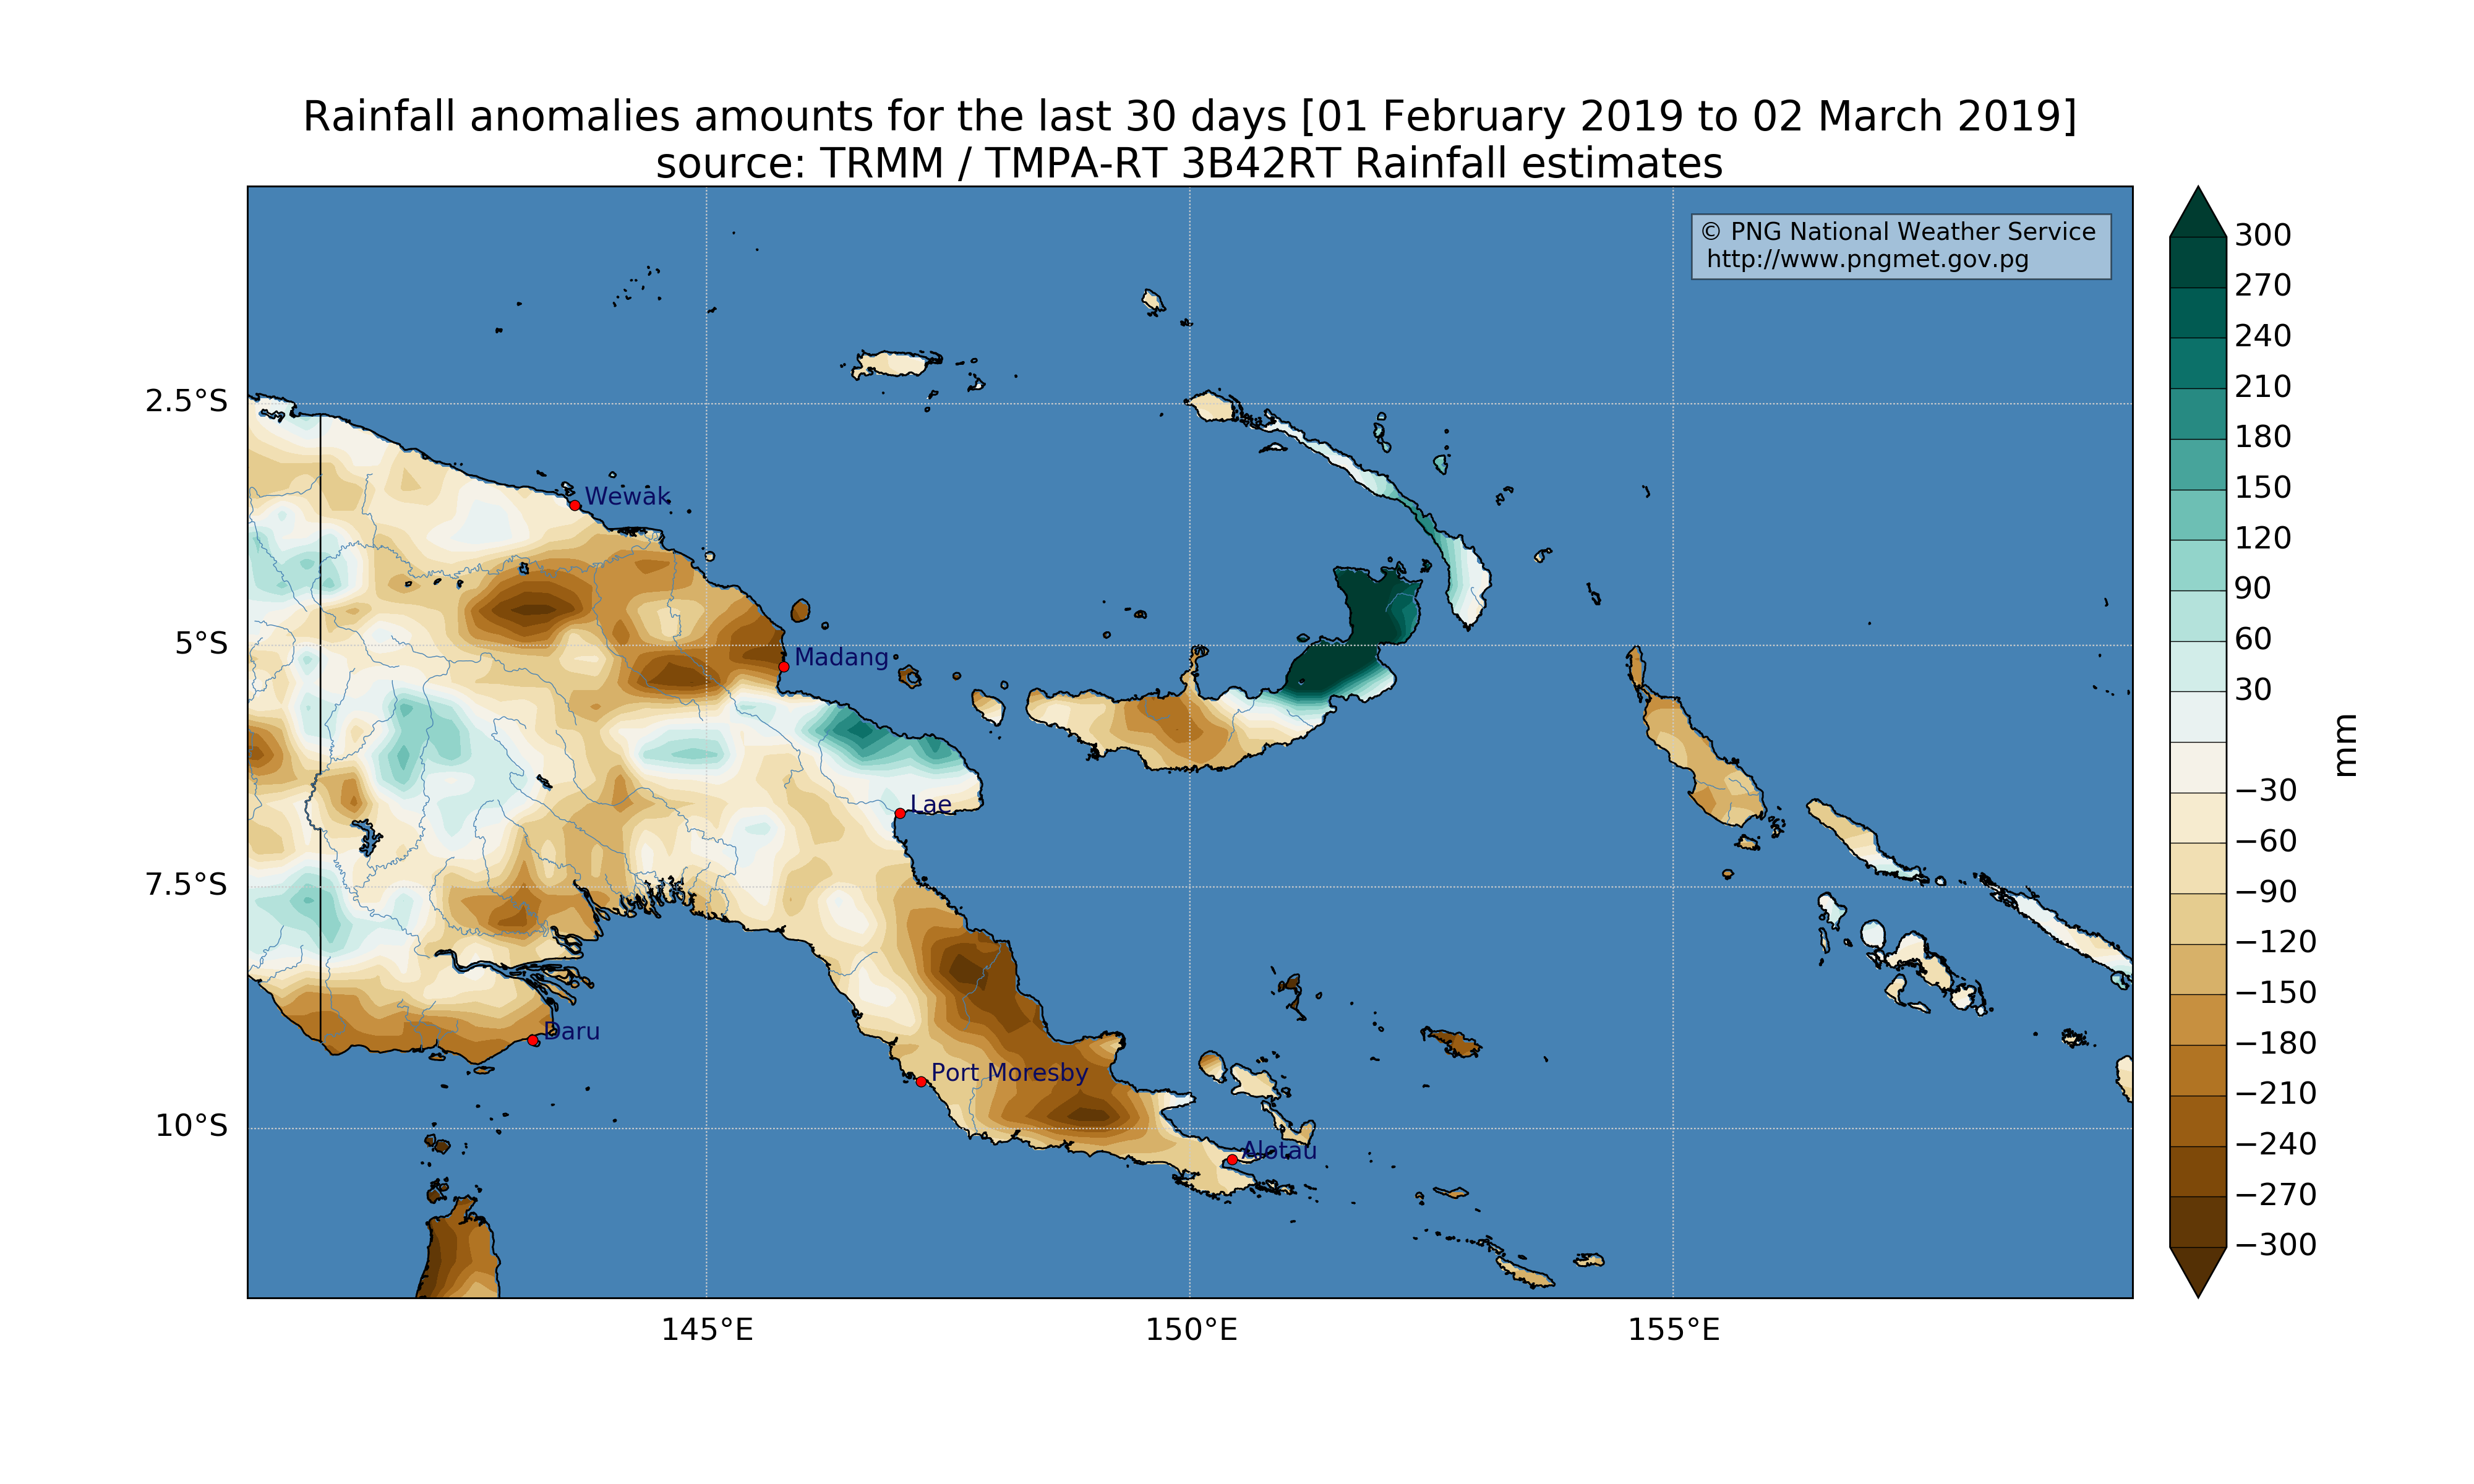 Rainfall anomalies amounts for the last 30 days [01 February 2019 to 02 March 2019]
source: TRMM / TMPA-RT 3B42RT Rainfall estimates
© PNG National Weather Service
http://www.pngmet.gov.pg
2.5°S
5°S
7.5°S
10°S
Wewak
Madang
Lae
Daru
Port Moresby
Alotau
145°E
150°E
155°E
300
270
240
210
180
150
120
90
60
30
−30
−60
−90
−120
−150
−180
−210
−240
−270
−300
mm